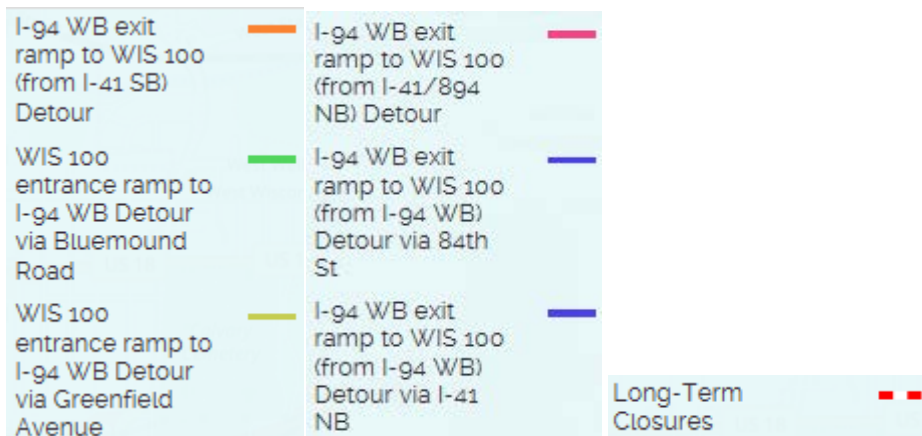 I-94 WB exit
ramp to WIS 100
(from I-41 SB)
Detour
WIS 100
entrance ramp to
I-94 WB Detour
via Bluemound
Road
WIS 100
entrance ramp to
I-94 WB Detour
via Greenfield
Avenue
I-94 WB exit
ramp to WIS 100
(from I-41/894
NB) Detour
I-94 WB exit
ramp to WIS 100
(from I-94 WB)
Detour via 84th
St
I-94 WB exit
ramp to WIS 100
(from I-94 WB)
Detour via I-41
NB
Long-Term
Closures